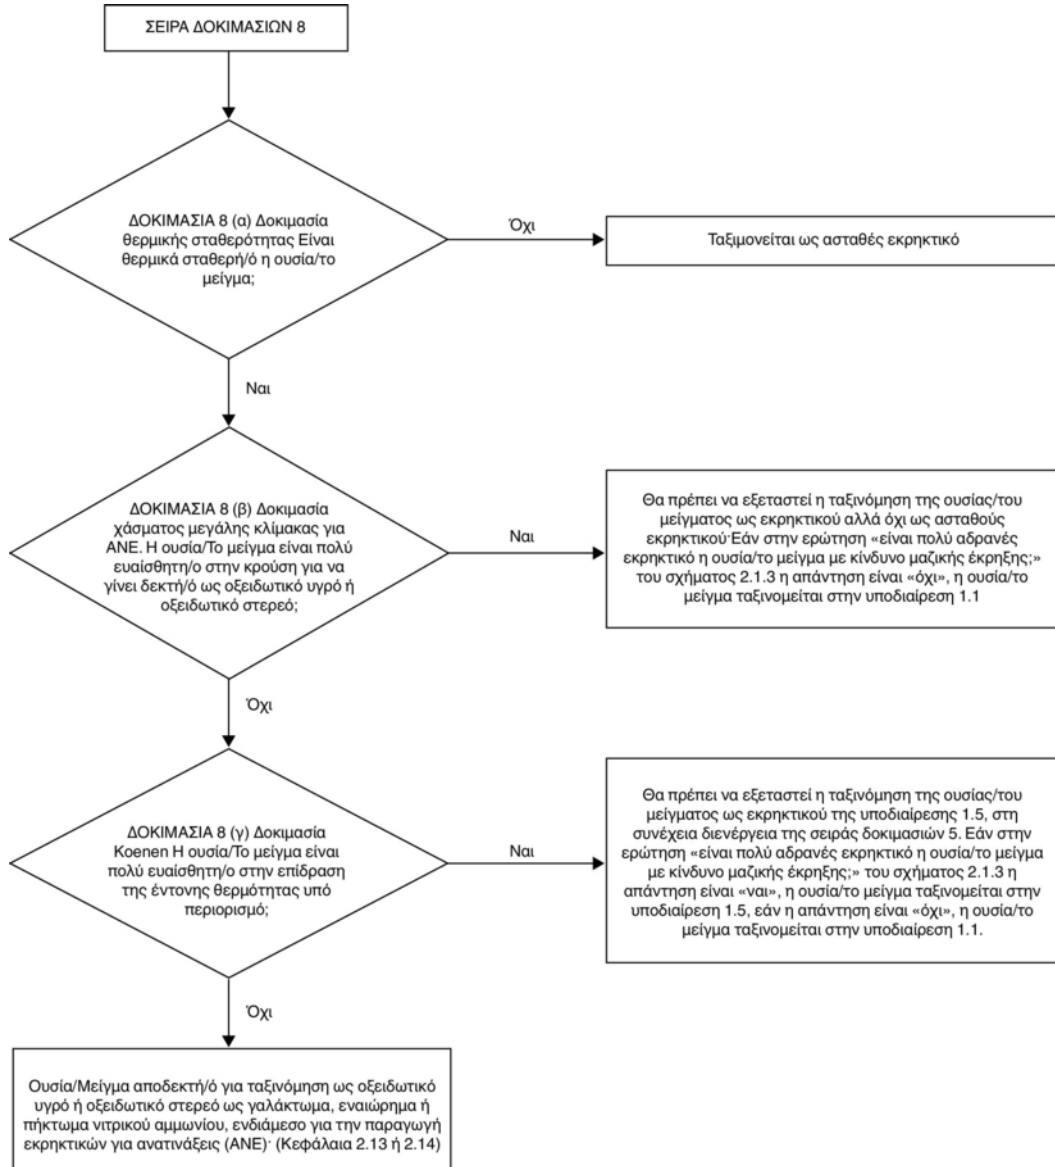 ΣΕΙΡΑ ΔΟΚΙΜΑΣΙΩΝ 8
ΔΟΚΙΜΑΣΙΑ 8 (α) Δοκιμασία
θερμικής σταθερότητας Είναι
θερμικά σταθερή/ό η ουσία/το
μείγμα;
Όχι
Ταξιμονείται ως ασταθές εκρηκτικό
Ναι
ΔΟΚΙΜΑΣΙΑ 8 (β) Δοκιμασία
χάσματος μεγάλης κλίμακας για
ΑΝΕ. Η ουσία/Το μείγμα είναι πολύ
ευαίσθητη/ο στην κρούση για να
γίνει δεκτή/ό ως οξειδωτικό υγρό ή
οξειδωτικό στερεό;
Ναι
Θα πρέπει να εξεταστεί η ταξινόμηση της ουσίας/του
μείγματος ως εκρηκτικού αλλά όχι ως ασταθούς
εκρηκτικού·Εάν στην ερώτηση «είναι πολύ αδρανές
εκρηκτικό η ουσία/το μείγμα με κίνδυνο μαζικής έκρηξης;»
του σχήματος 2.1.3 η απάντηση είναι «όχι», η ουσία/το
μείγμα ταξινομείται στην υποδιαίρεση 1.1
Όχι
ΔΟΚΙΜΑΣΙΑ 8 (γ) Δοκιμασία
Koenen Η ουσία/Το μείγμα είναι
πολύ ευαίσθητη/ο στην επίδραση
της έντονης θερμότητας υπό
περιορισμό;
Ναι
Θα πρέπει να εξεταστεί η ταξινόμηση της ουσίας/του
μείγματος ως εκρηκτικού της υποδιαίρεσης 1.5, στη
συνέχεια διενέργεια της σειράς δοκιμασιών 5. Εάν στην
ερώτηση «είναι πολύ αδρανές εκρηκτικό η ουσία/το μείγμα
με κίνδυνο μαζικής έκρηξης;» του σχήματος 2.1.3 η
απάντηση είναι «ναι», η ουσία/το μείγμα ταξινομείται στην
υποδιαίρεση 1.5, εάν η απάντηση είναι «όχι», η ουσία/το
μείγμα ταξινομείται στην υποδιαίρεση 1.1.
Όχι
Ουσία/Μείγμα αποδεκτή/ό για ταξινόμηση ως οξειδωτικό
υγρό ή οξειδωτικό στερεό ως γαλάκτωμα, εναιώρημα ή
πήκτωμα νιτρικού αμμωνίου, ενδιάμεσο για την παραγωγή
εκρηκτικών για ανατινάξεις (ΑΝΕ)· (Κεφάλαια 2.13 ή 2.14)